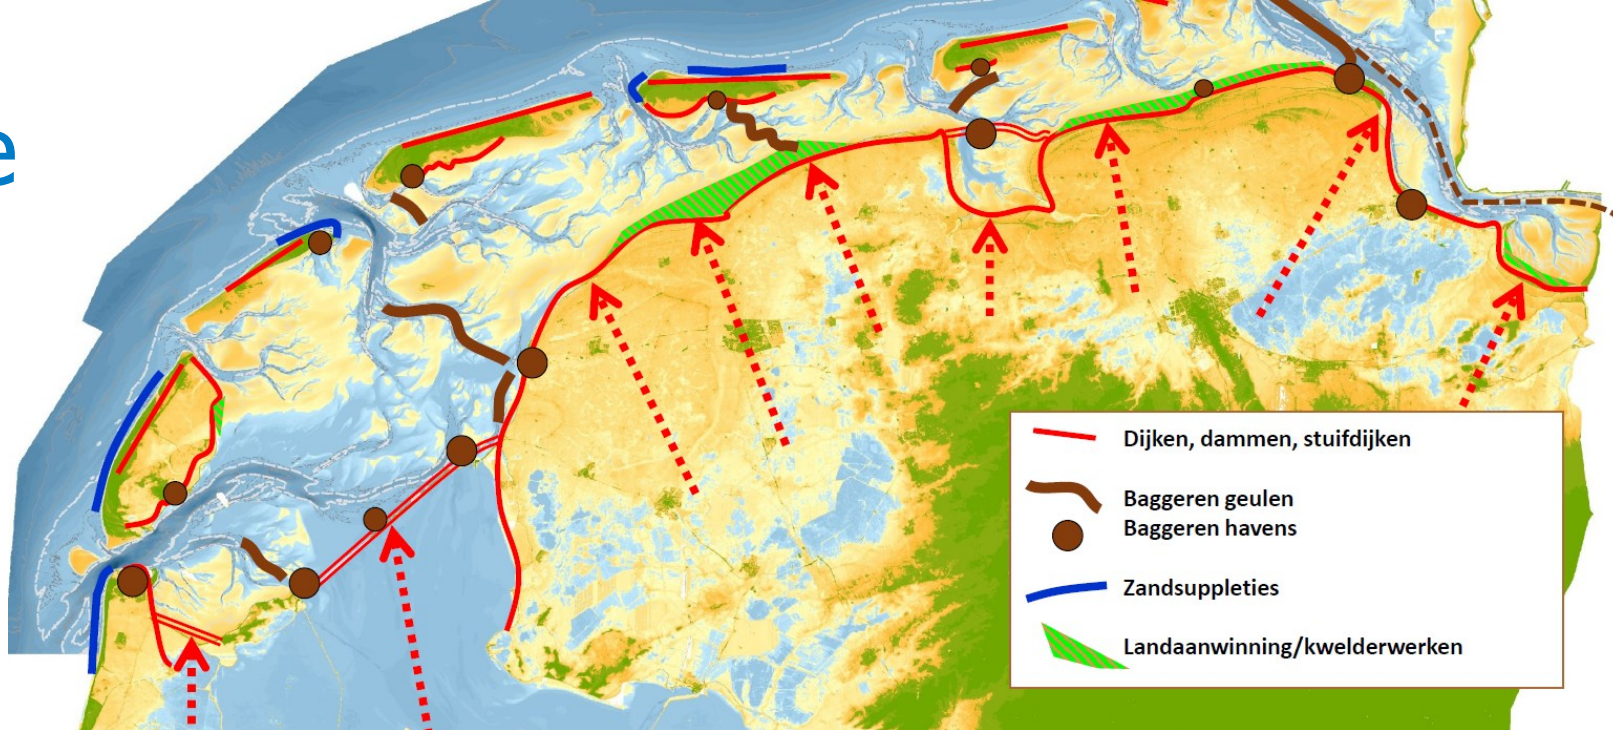 e
Dijken, dammen, stuifdijken
Baggeren geulen
Baggeren havens
Zandsuppleties
Landaanwinning/kwelderwerken